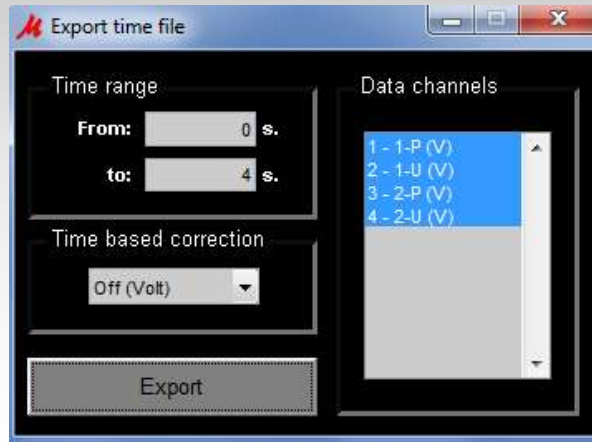 Export time file
Time range
From: 0 s.
to: 4 s.
Time based correction
Off (Volt)
Export
Data channels
1 - 1-P (V)
2 - 1-U (V)
3 - 2-P (V)
4 - 2-U (V)